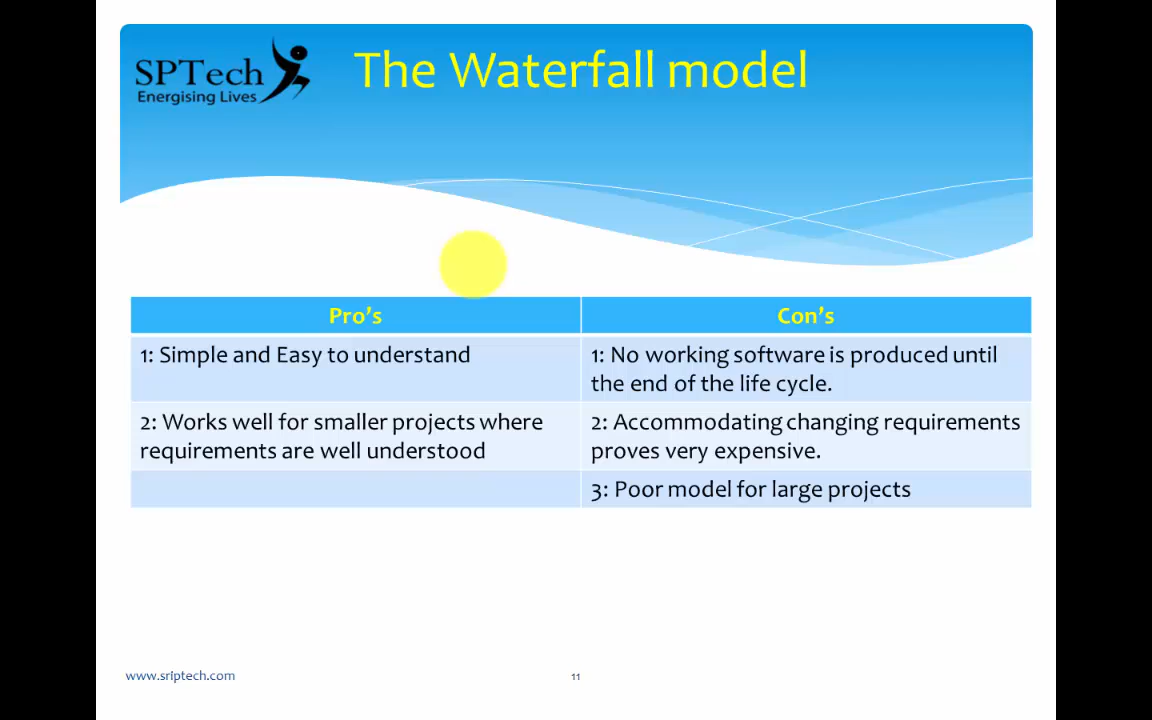 SPTech
Energising Lives
The Waterfall model
Pro’s
Con’s
1: Simple and Easy to understand
1: No working software is produced until
the end of the life cycle.
2: Works well for smaller projects where
requirements are well understood
2: Accommodating changing requirements
proves very expensive.
3: Poor model for large projects
www.sriptech.com
11